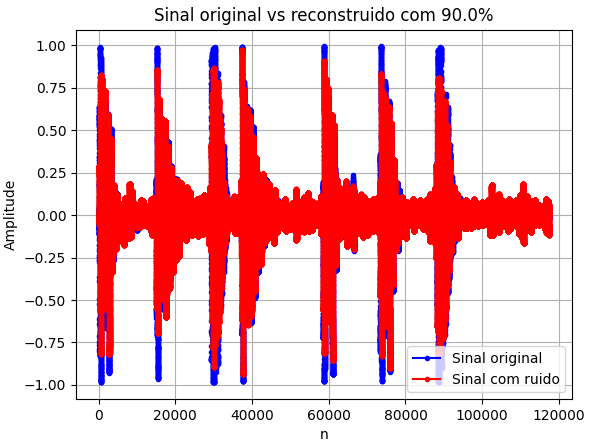 Sinal original vs reconstruido com 90.0%
1.00
0.75
0.50
0.25
0.00
−0.25
−0.50
−0.75
−1.00
Amplitude
Sinal original
Sinal com ruido
0 20000 40000 60000 80000 100000 120000
n